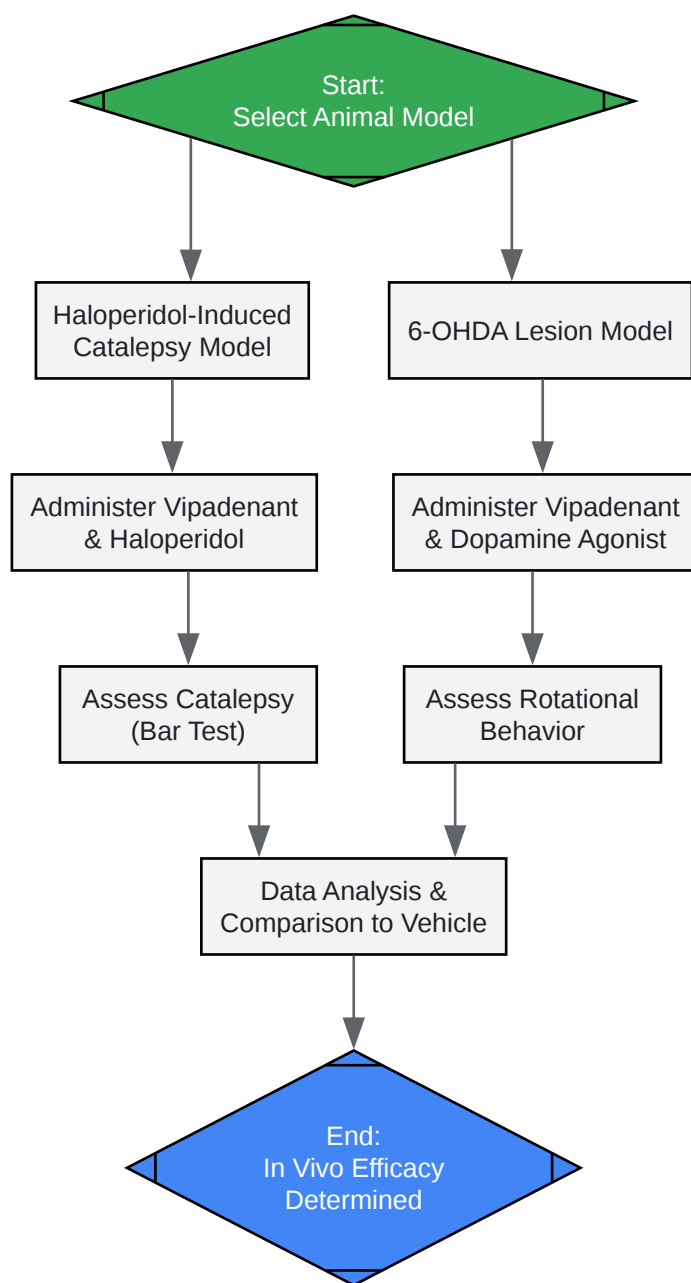 Start:
Select Animal Model
Haloperidol-Induced
Catalepsy Model
6-OHDA Lesion Model
Administer Vipadenant
& Haloperidol
Administer Vipadenant
& Dopamine Agonist
Assess Catalepsy
(Bar Test)
Assess Rotational
Behavior
Data Analysis &
Comparison to Vehicle
End:
In Vivo Efficacy
Determined